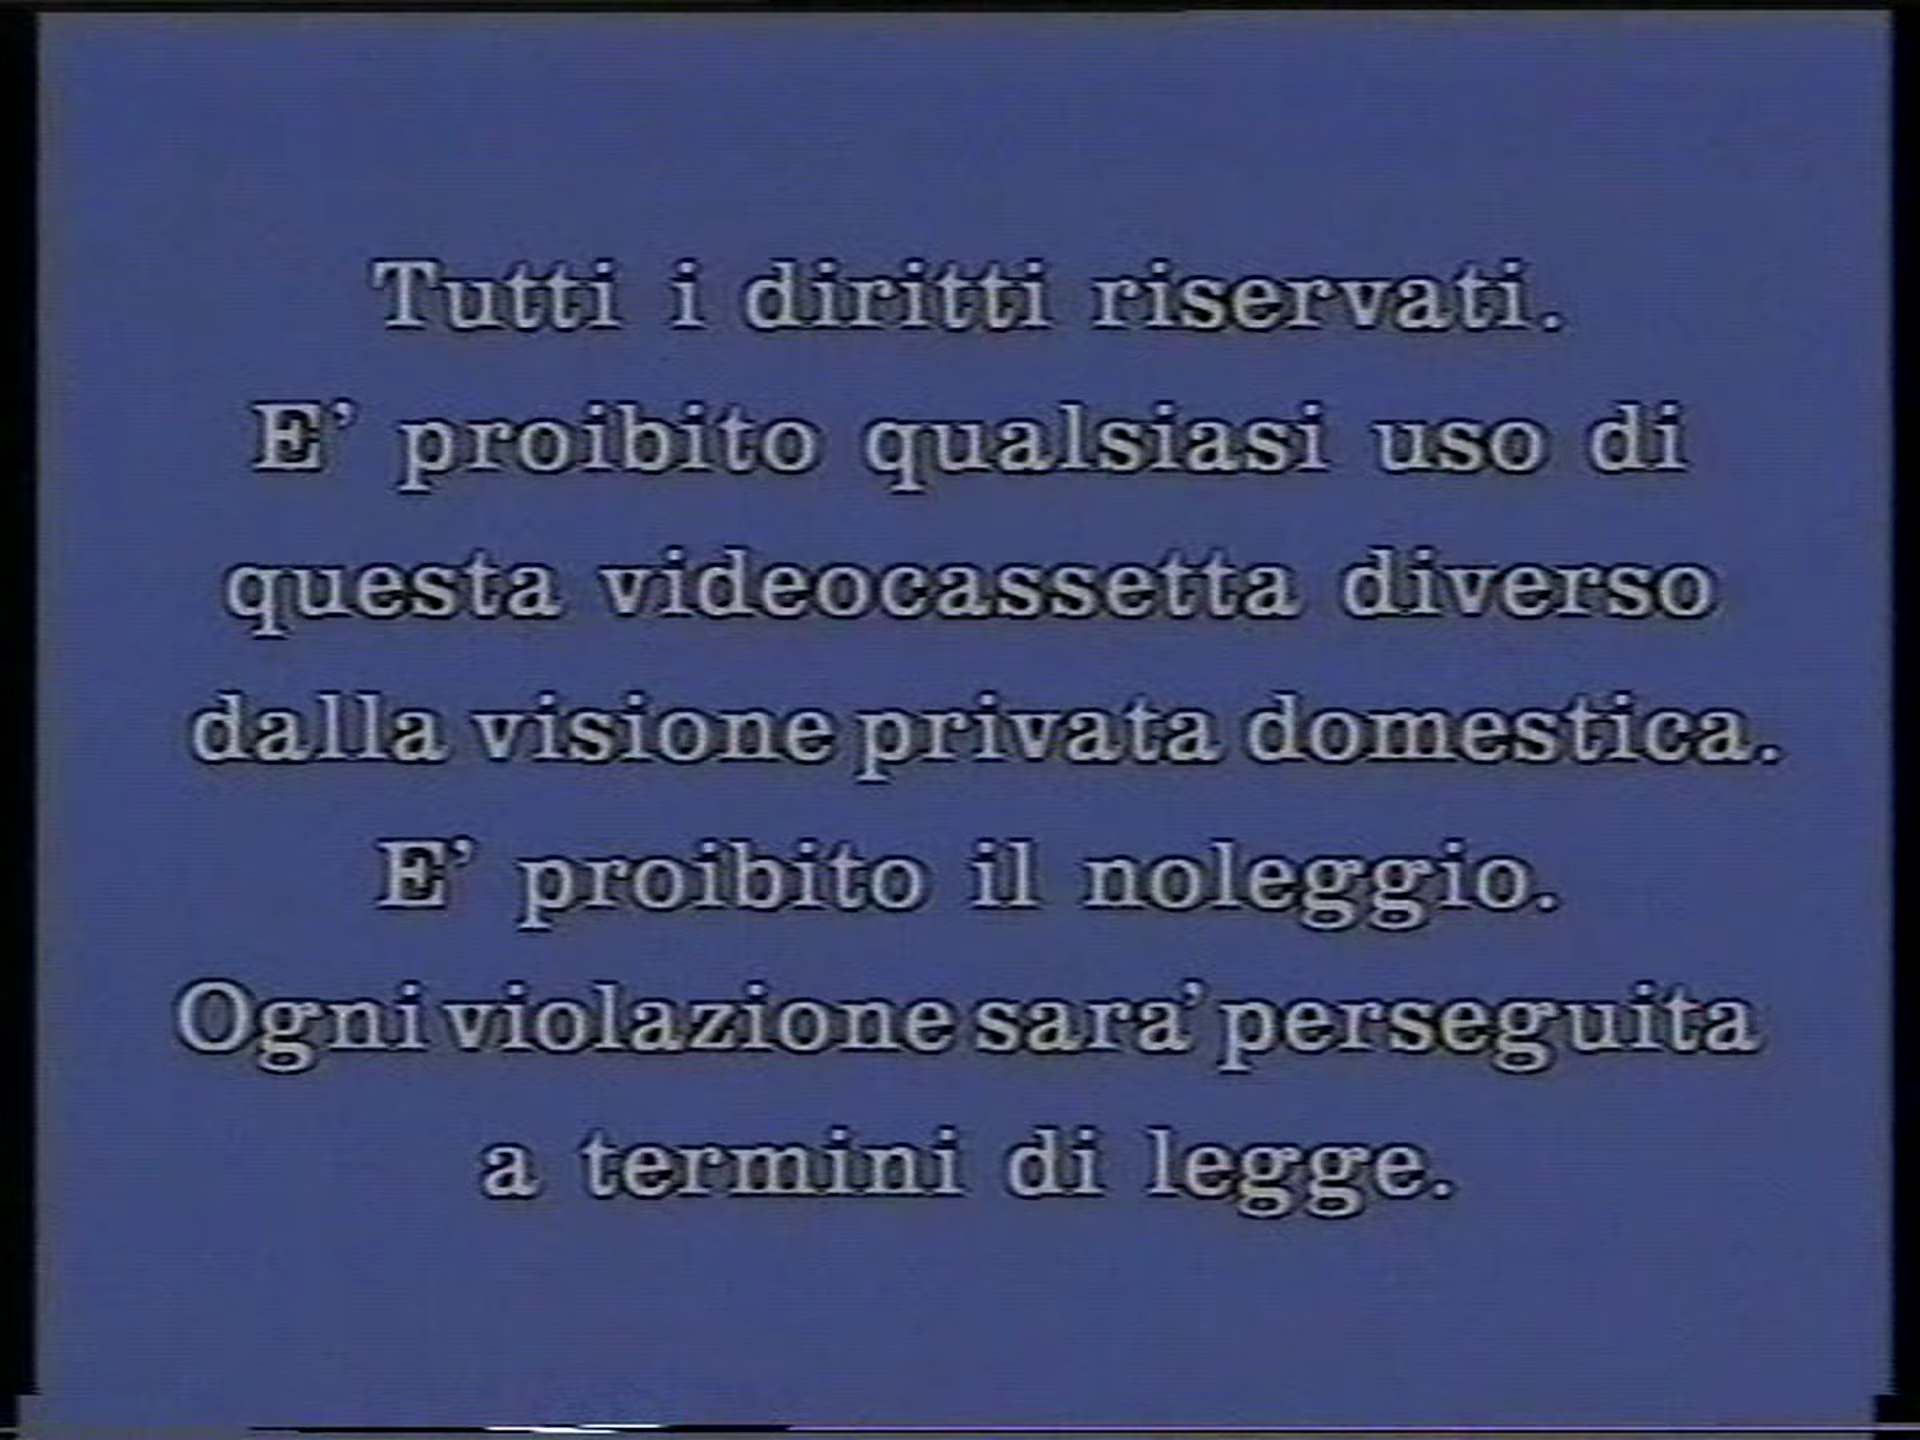 Tutti i diritti riservati.
E' proibito qualsiasi uso di
questa videocassetta diverso
dalla visione privata domestica.
E' proibito il noleggio.
Ogni violazione sara' perseguita
a termini di legge.